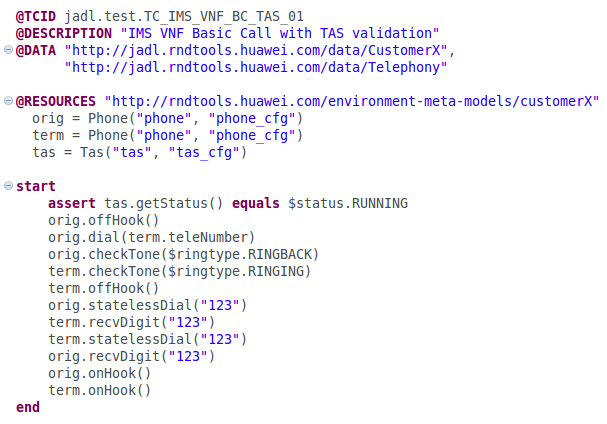 @TCID jadl.test.TC_IMS_VNF_BC_TAS_01
@DESCRIPTION "IMS VNF Basic Call with TAS validation"
@DATA "http://jadl.rndtools.huawei.com/data/CustomerX",
"http://jadl.rndtools.huawei.com/data/Telephony"
@RESOURCES "http://rndtools.huawei.com/environment-meta-models/customerX"
orig = Phone("phone", "phone_cfg")
term = Phone("phone", "phone_cfg")
tas = Tas("tas", "tas_cfg")
start
assert tas.getStatus() equals $status.RUNNING
orig.offHook()
orig.dial(term.teleNumber)
orig.checkTone($ringtype.RINGBACK)
term.checkTone($ringtype.RINGING)
term.offHook()
orig.statelessDial("123")
term.recvDigit("123")
term.statelessDial("123")
orig.recvDigit("123")
orig.onHook()
term.onHook()
end